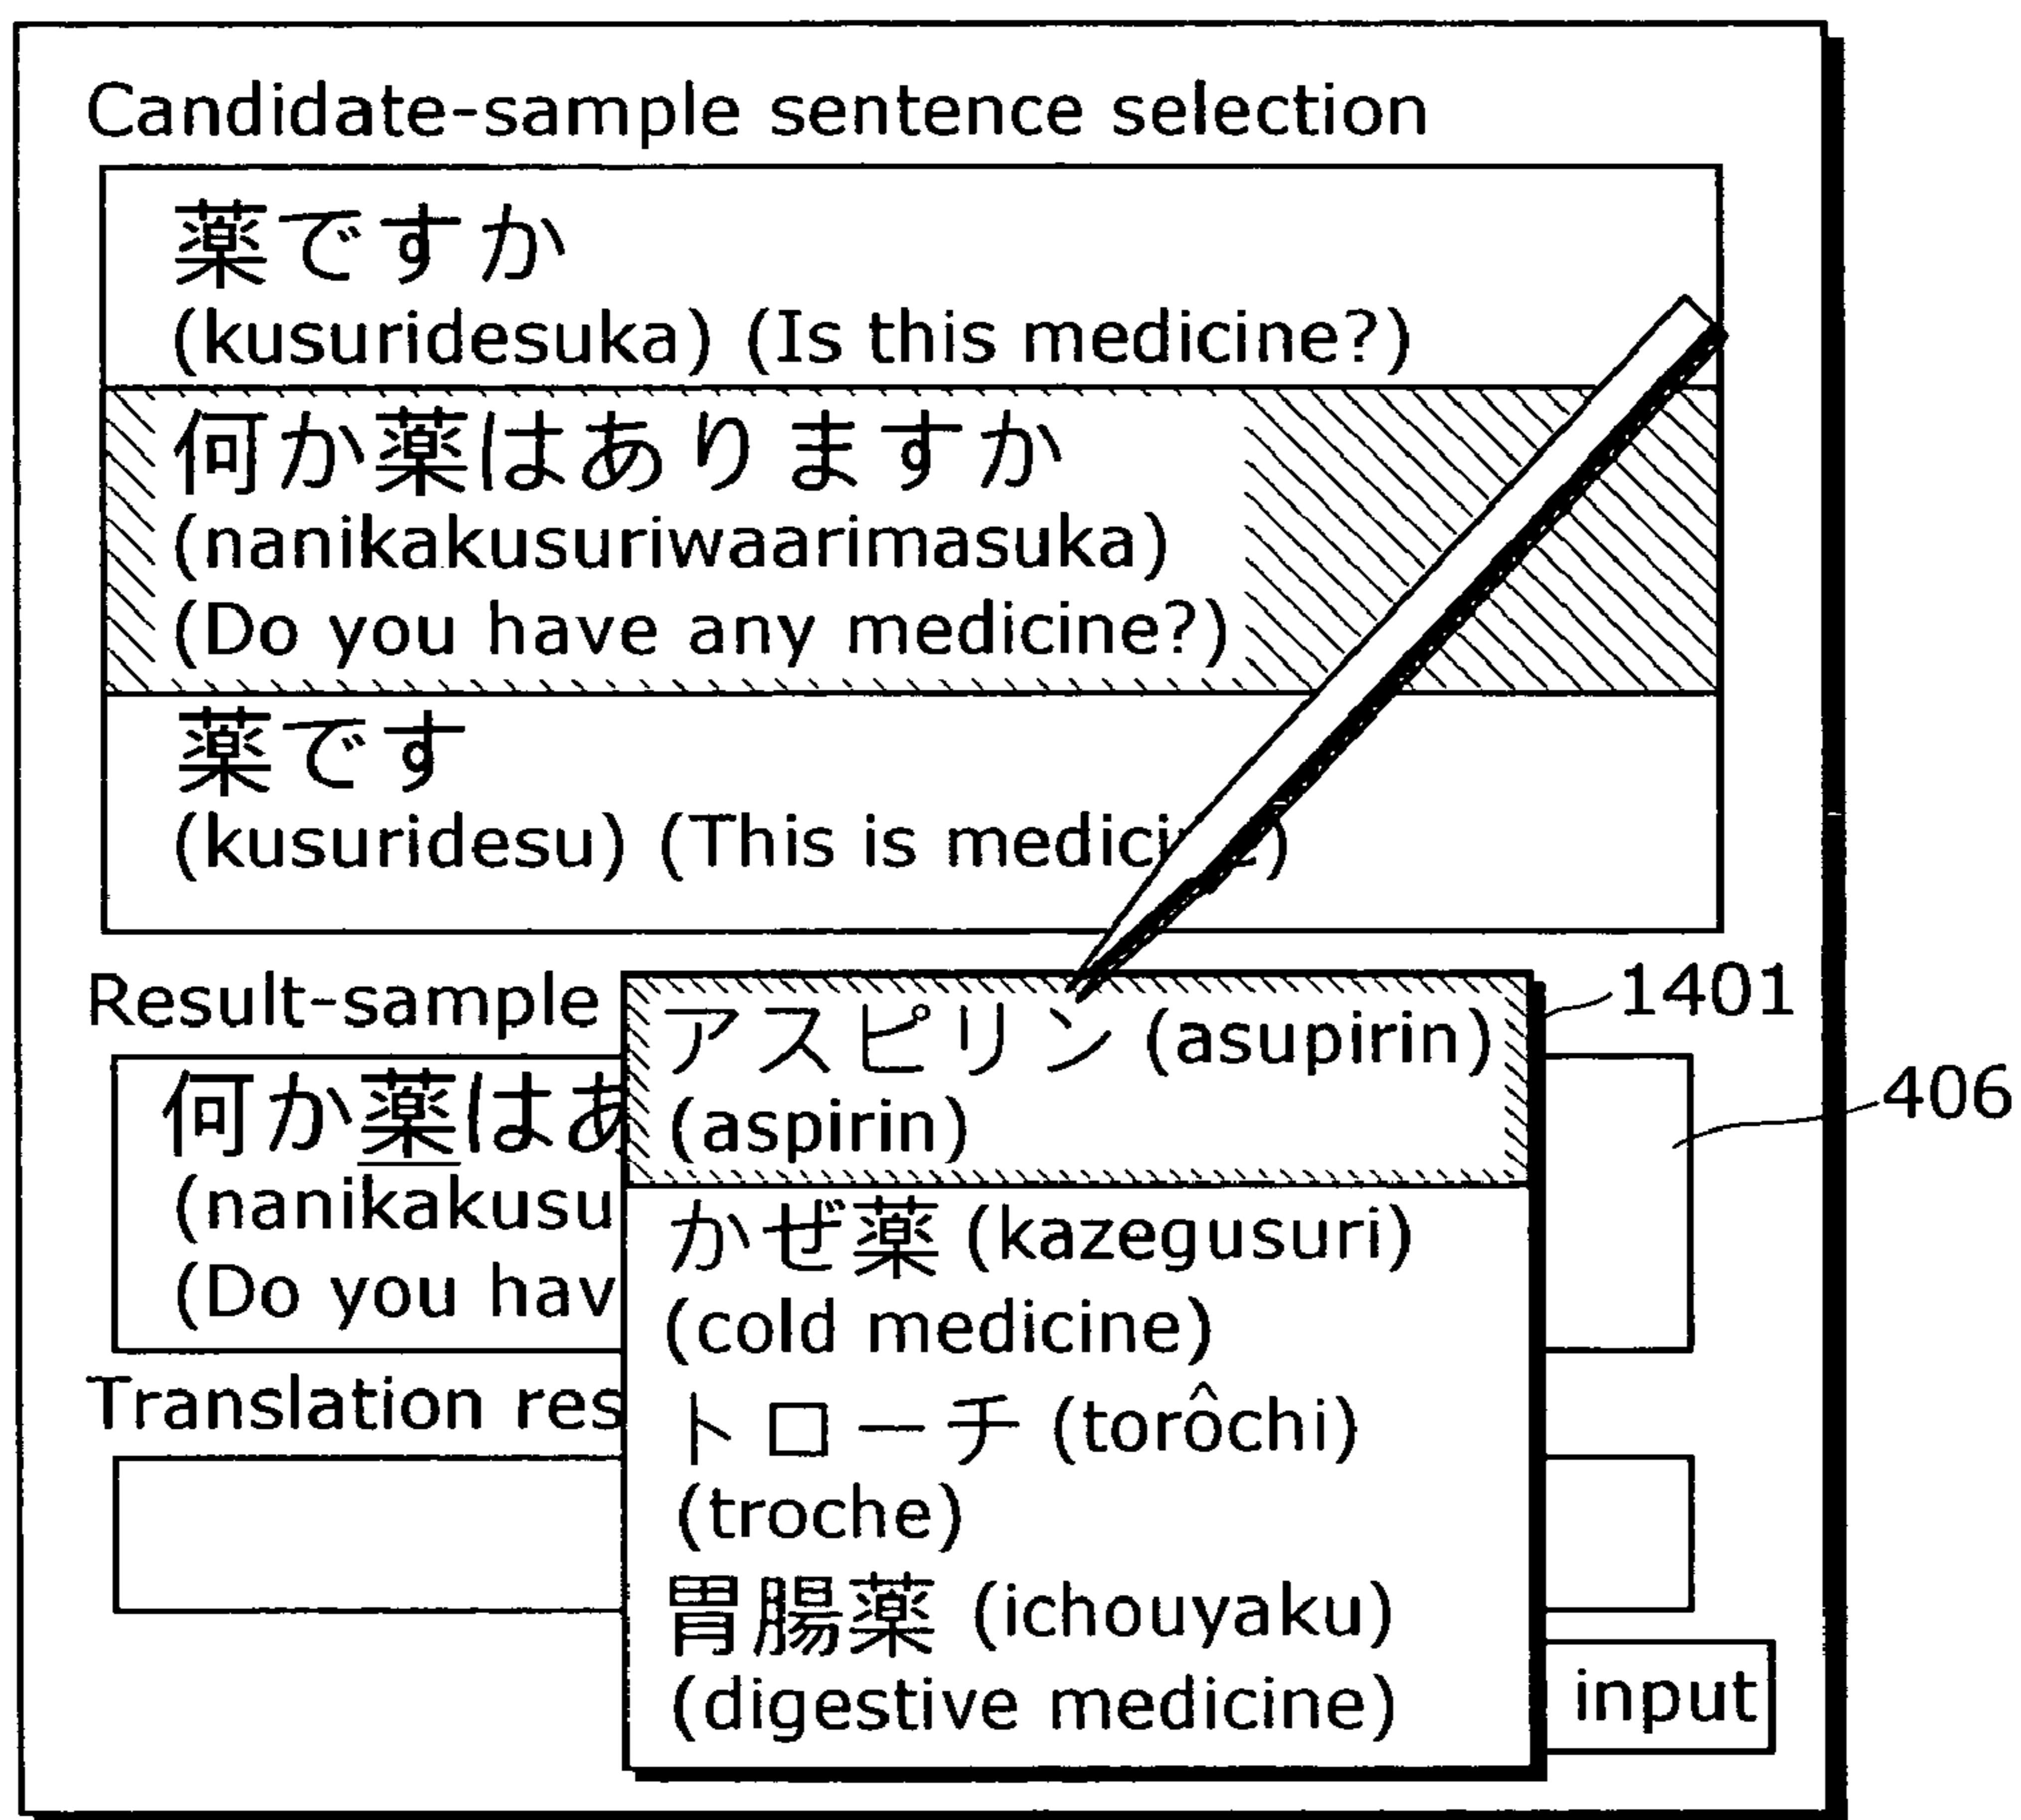 Candidate-sample sentence selection
薬ですか
(kusuridesuka) (Is this medicine?)
何か薬はありますか
(nanikakusuriwaarimasuka)
(Do you have any medicine?)
薬です
(kusuridesu) (This is
Result-sample
何か薬はあ
(nanikakusu
(Do you hav
Translation res
アスピリン (asupirin)
(aspirin)
かぜ薬 (kazegusuri)
(cold medicine)
トローチ (torôchi)
(troche)
胃腸薬 (ichouyaku)
(digestive medicine)
input
1401
406